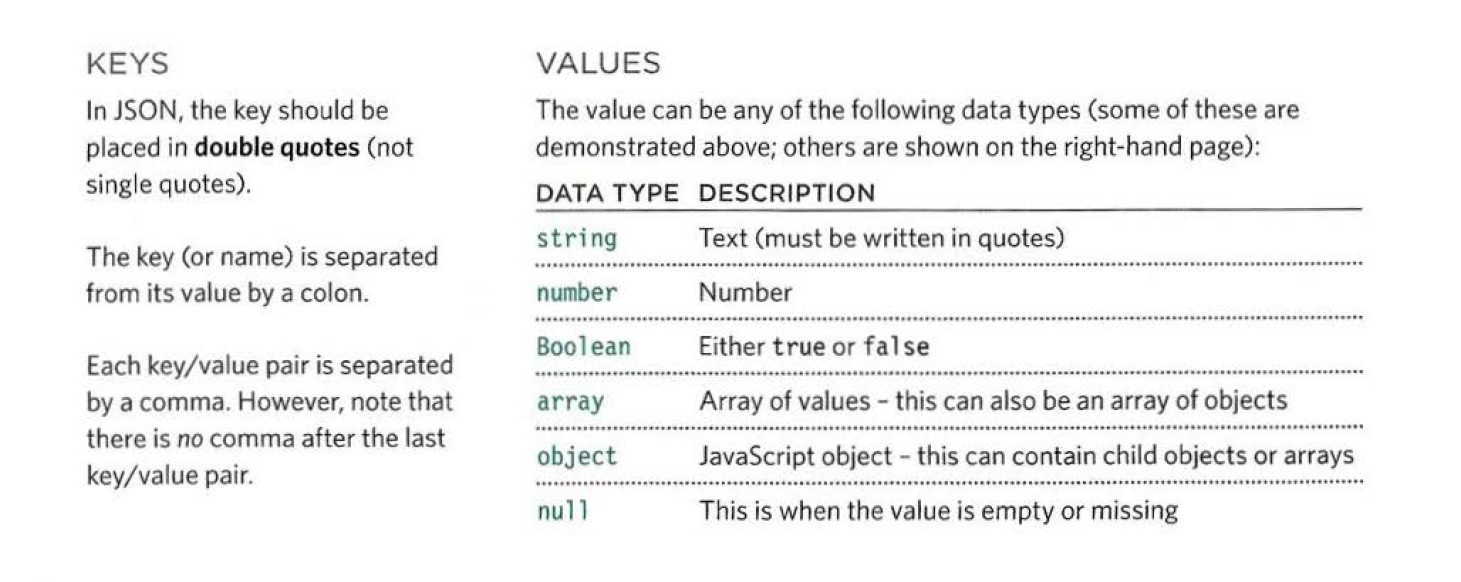 KEYS
In JSON, the key should be
placed in double quotes (not
single quotes).
The key (or name) is separated
from its value by a colon.
Each key/value pair is separated
by a comma. However, note that
there is no comma after the last
key/value pair.
VALUES
The value can be any of the following data types (some of these are
demonstrated above; others are shown on the right-hand page):
DATA TYPE DESCRIPTION
string Text (must be written in quotes)
number Number
Boolean Either true or false
array Array of values – this can also be an array of objects
object JavaScript object – this can contain child objects or arrays
null This is when the value is empty or missing